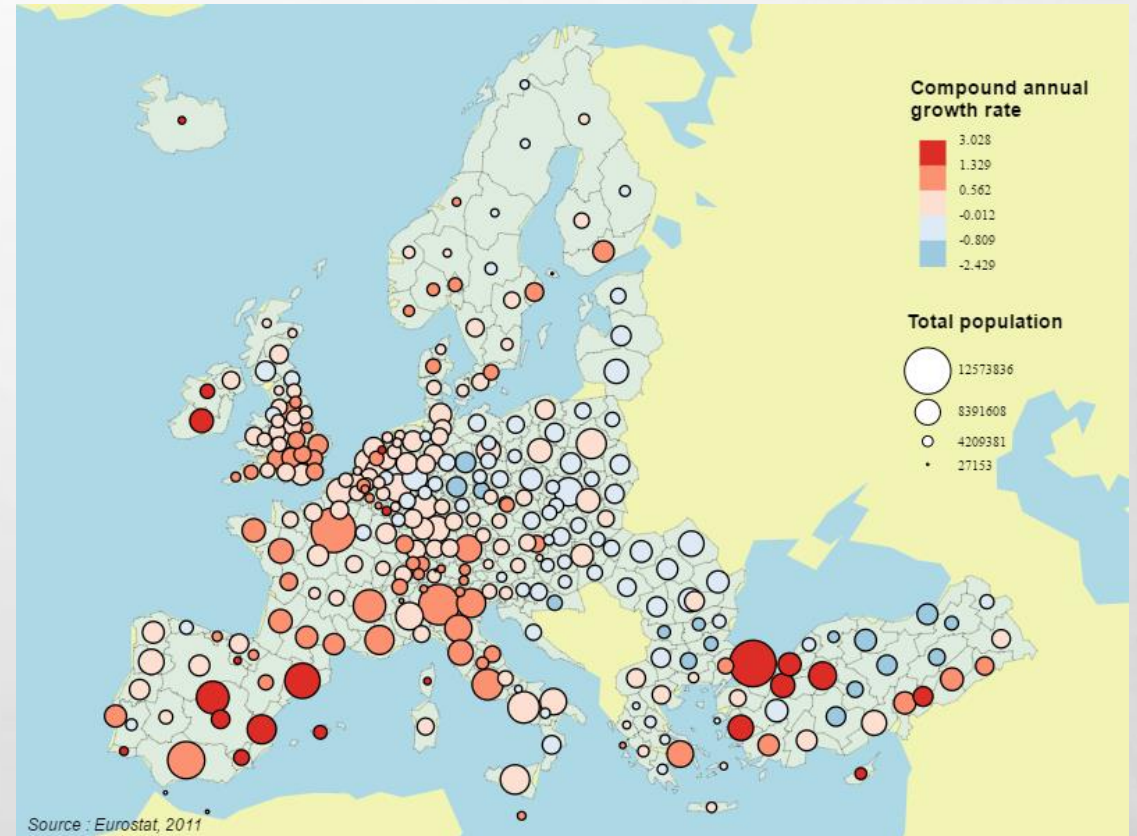 Compound annual
growth rate
3.028
1.329
0.562
-0.012
-0.809
-2.429
Total population
12573836
8391608
4209381
27153
Source : Eurostat, 2011